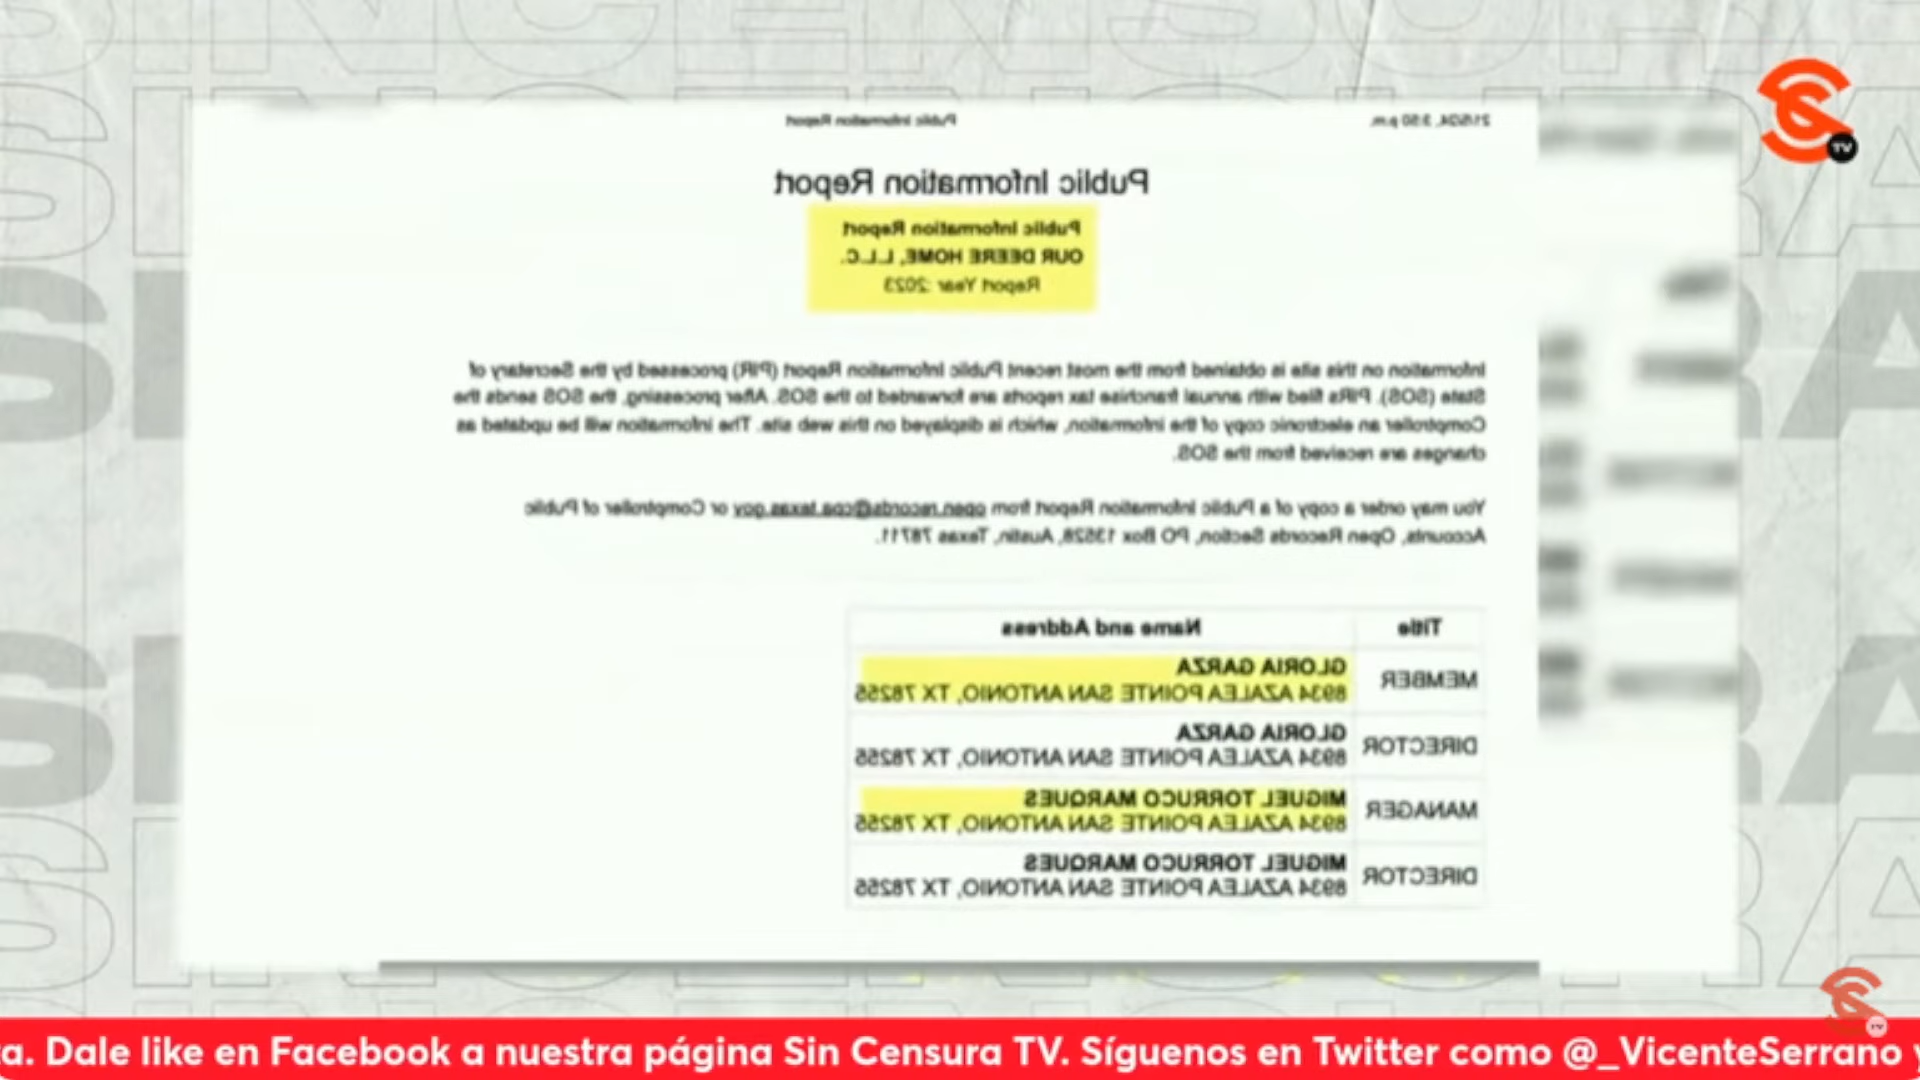 21/5/24, 3:50 p.m.
Public Information Report
Public Information Report
Public Information Report
OUR DEERE HOME, L.L.C.
Report Year :2023
Information on this site is obtained from the most recent Public Information Report (PIR) processed by the Secretary of
State (SOS). PIRs filed with annual franchise tax reports are forwarded to the SOS. After processing, the SOS sends the
Comptroller an electronic copy of the information, which is displayed on this web site. The information will be updated as
changes are received from the SOS.
You may order a copy of a Public Information Report from open.records@cpa.texas.gov or Comptroller of Public
Accounts, Open Records Section, PO Box 13528, Austin, Texas 78711.
Title Name and Address
MEMBER GLORIA GARZA
8934 AZALEA POINTE SAN ANTONIO, TX 78255
DIRECTOR GLORIA GARZA
8934 AZALEA POINTE SAN ANTONIO, TX 78255
MANAGER MIGUEL TORRUCO MARQUES
8934 AZALEA POINTE SAN ANTONIO, TX 78255
DIRECTOR MIGUEL TORRUCO MARQUES
8934 AZALEA POINTE SAN ANTONIO, TX 78255
TV
TV
a. Dale like en Facebook a nuestra página Sin Censura TV. Síguenos en Twitter como @_VicenteSerrano y